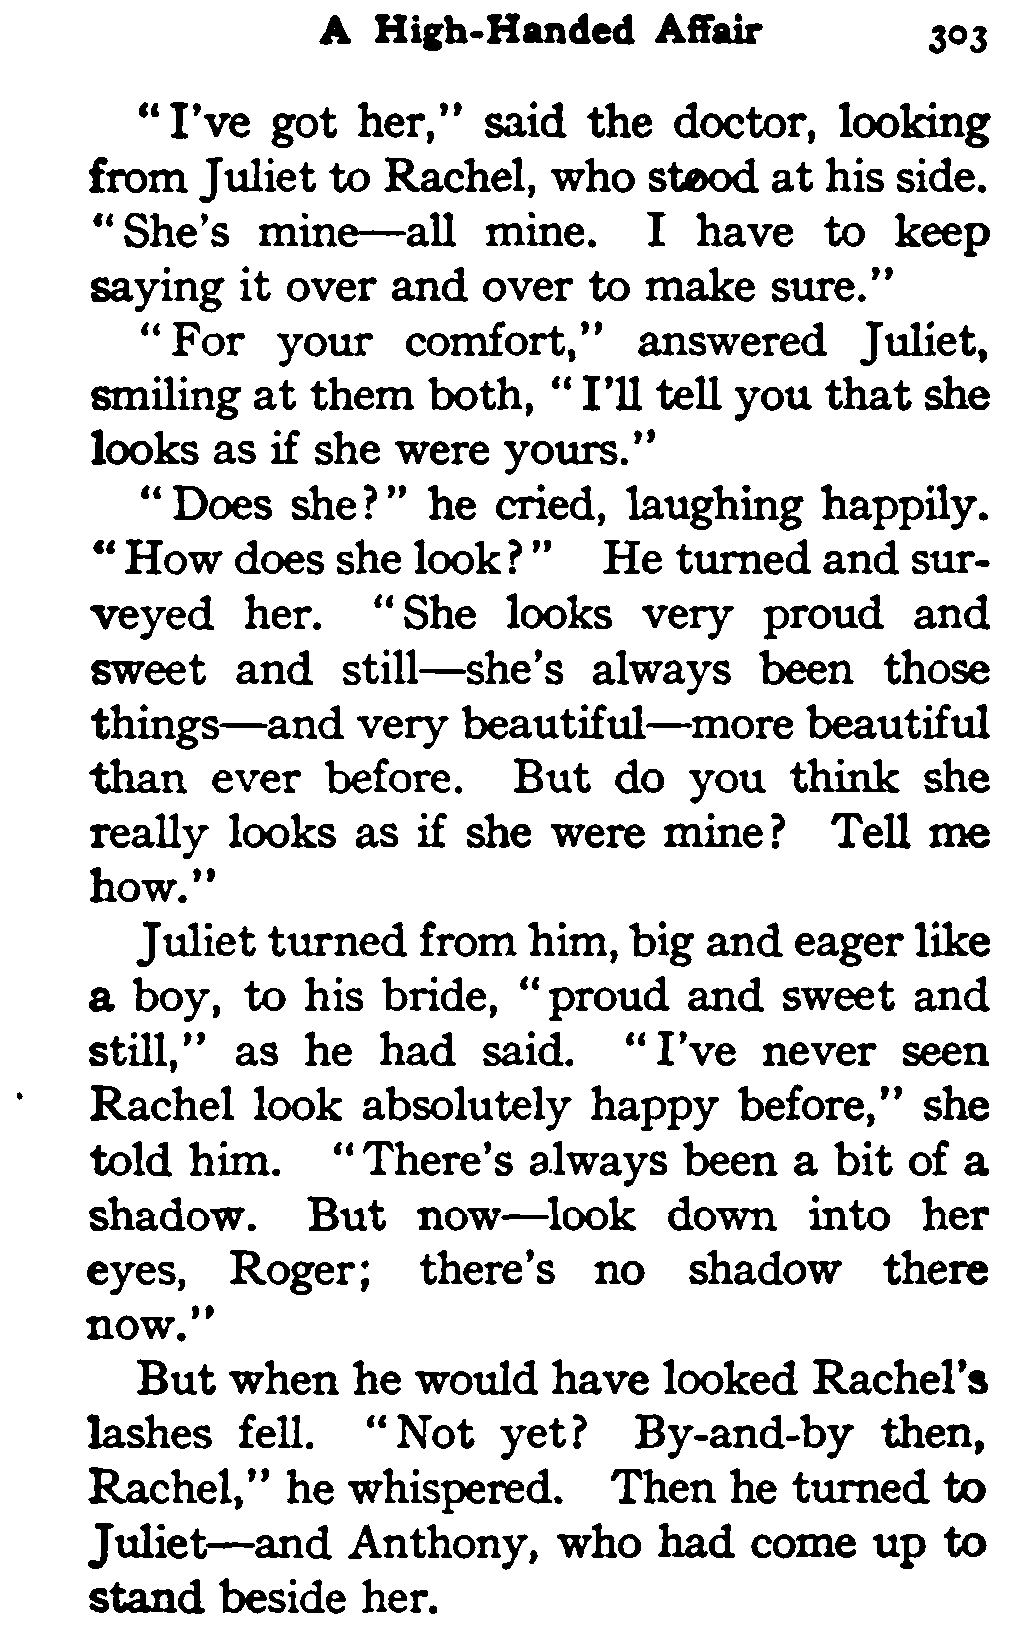 A High-Handed Affair 303
"I've got her," said the doctor, looking
from Juliet to Rachel, who stood at his side.
"She's mine—all mine. I have to keep
saying it over and over to make sure."
"For your comfort," answered Juliet,
smiling at them both, "I'll tell you that she
looks as if she were yours."
"Does she?" he cried, laughing happily.
"How does she look?" He turned and sur-
veyed her. "She looks very proud and
sweet and still—she's always been those
things—and very beautiful—more beautiful
than ever before. But do you think she
really looks as if she were mine? Tell me
how."
Juliet turned from him, big and eager like
a boy, to his bride, "proud and sweet and
still," as he had said. "I've never seen
Rachel look absolutely happy before," she
told him. "There's always been a bit of a
shadow. But now—look down into her
eyes, Roger; there's no shadow there
now."
But when he would have looked Rachel's
lashes fell. "Not yet? By-and-by then,
Rachel," he whispered. Then he turned to
Juliet—and Anthony, who had come up to
stand beside her.